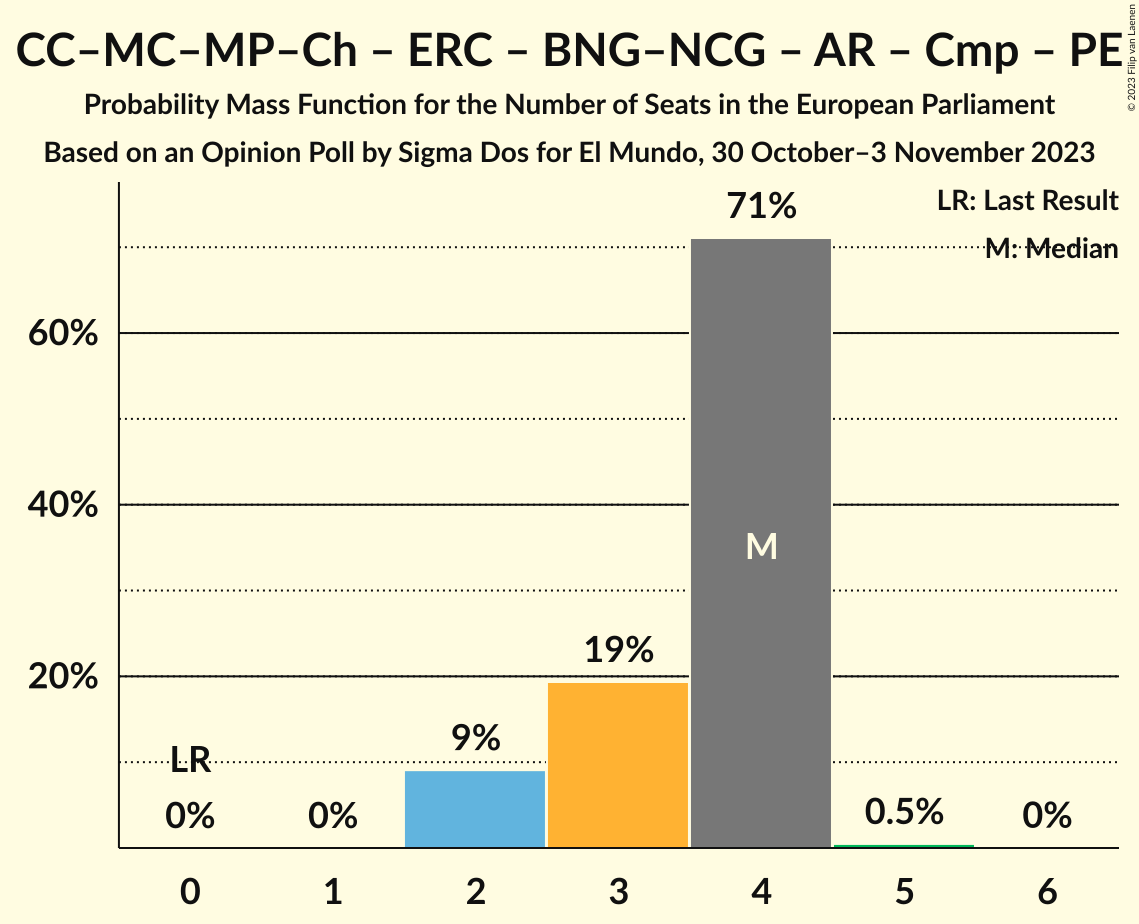 CC–MC–MP–Ch – ERC – BNG–NCG – AR – Cmp – PE
Probability Mass Function for the Number of Seats in the European Parliament
Based on an Opinion Poll by Sigma Dos for El Mundo, 30 October–3 November 2023
© 2023 Filip van Laenen
LR: Last Result
M: Median
71%
60%
40%
M
20%
19%
9%
LR
0%
0%
0.5%
0%
0 1 2 3 4 5 6